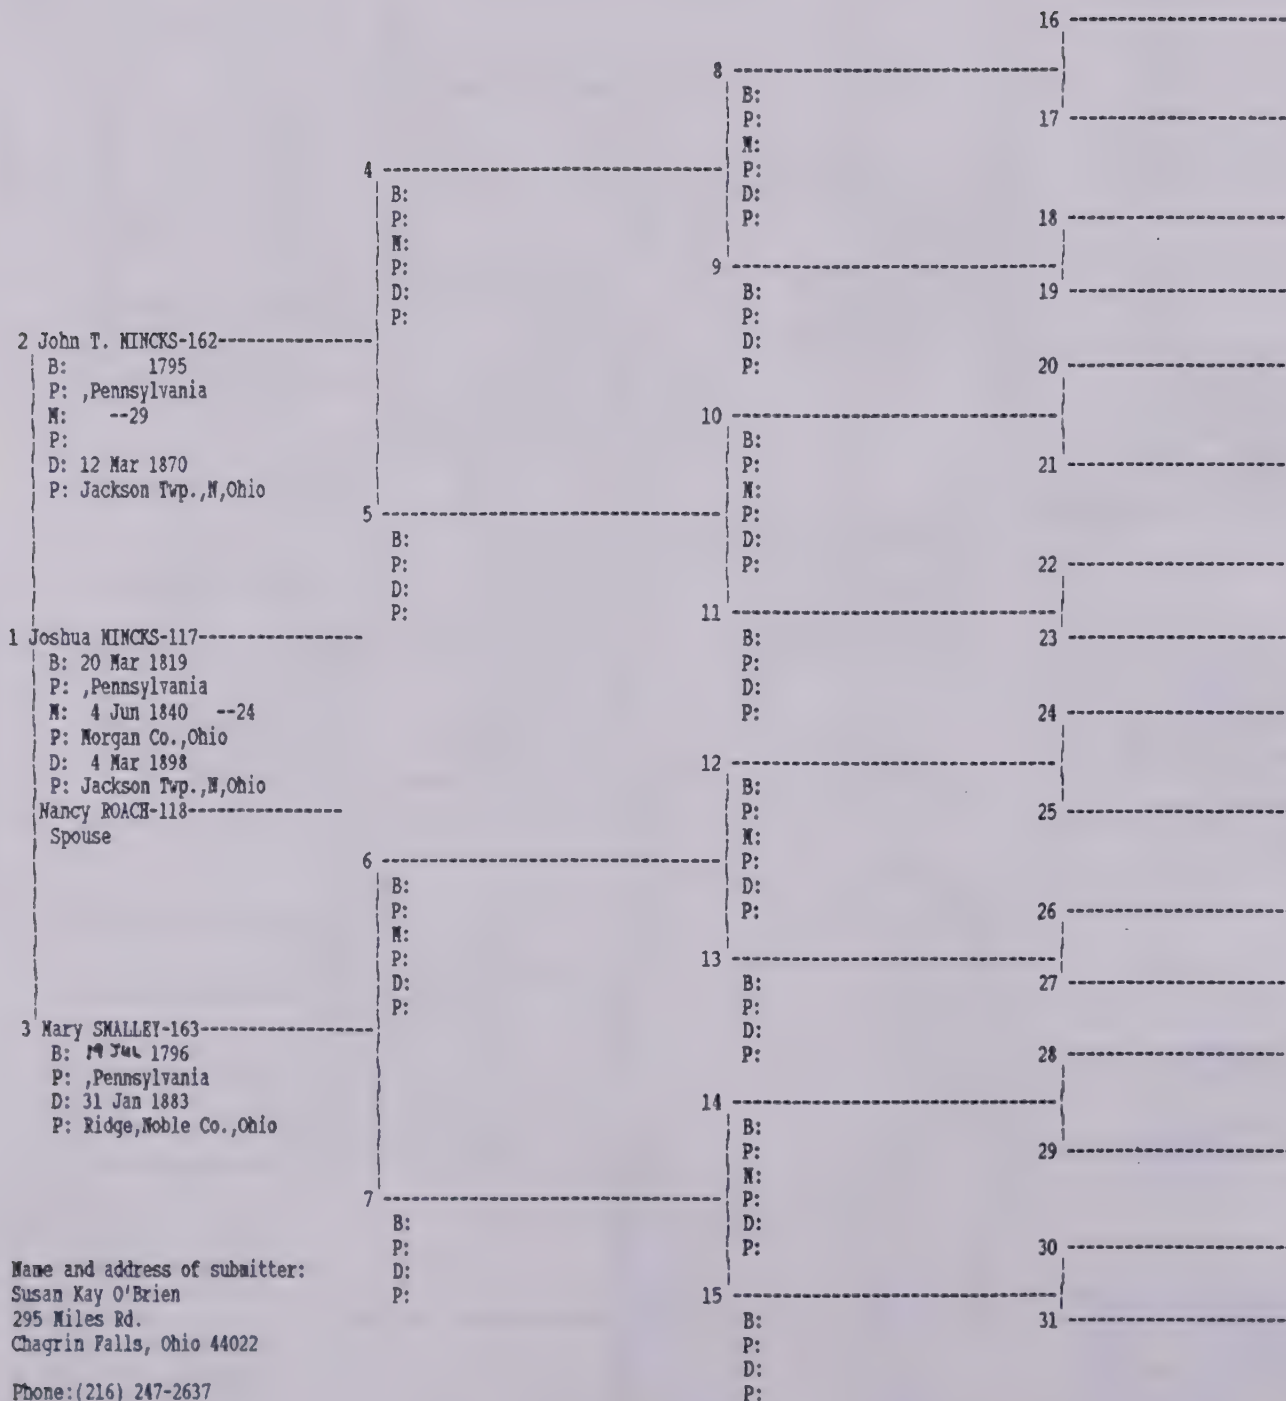 2 John T. MINCKS-162
B: 1795
P: ,Pennsylvania
M: --29
P:
D: 12 Mar 1870
P: Jackson Twp.,N,Ohio
1 Joshua MINCKS-117
B: 20 Mar 1819
P: ,Pennsylvania
M: 4 Jun 1840 --24
P: Morgan Co.,Ohio
D: 4 Mar 1898
P: Jackson Twp.,N,Ohio
Nancy ROACH-118
Spouse
3 Mary SMALLEY-163
B: 19 JUL 1796
P: ,Pennsylvania
D: 31 Jan 1883
P: Ridge,Noble Co.,Ohio
Name and address of submitter:
Susan Kay O'Brien
295 Miles Rd.
Chagrin Falls, Ohio 44022
Phone:(216) 247-2637
4
B:
P:
M:
P:
D:
P:
5
B:
P:
D:
P:
6
B:
P:
M:
P:
D:
P:
7
B:
P:
D:
P:
8
B:
P:
M:
P:
D:
P:
9
B:
P:
D:
P:
10
B:
P:
M:
P:
D:
P:
11
B:
P:
D:
P:
12
B:
P:
M:
P:
D:
P:
13
B:
P:
D:
P:
14
B:
P:
M:
P:
D:
P:
15
B:
P:
D:
P:
16
17
18
19
20
21
22
23
24
25
26
27
28
29
30
31